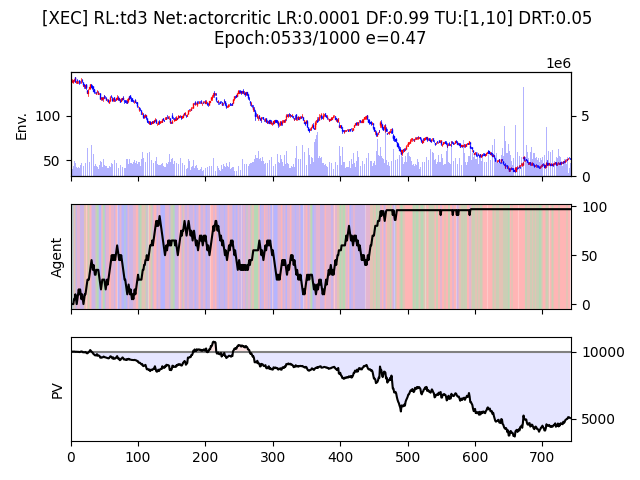 [XEC] RL:td3 Net:actorcritic LR:0.0001 DF:0.99 TU:[1,10] DRT:0.05
Epoch:0533/1000 e=0.47
1e6
Env.
100
50
5
0
Agent
100
50
0
PV
10000
5000
0 100 200 300 400 500 600 700